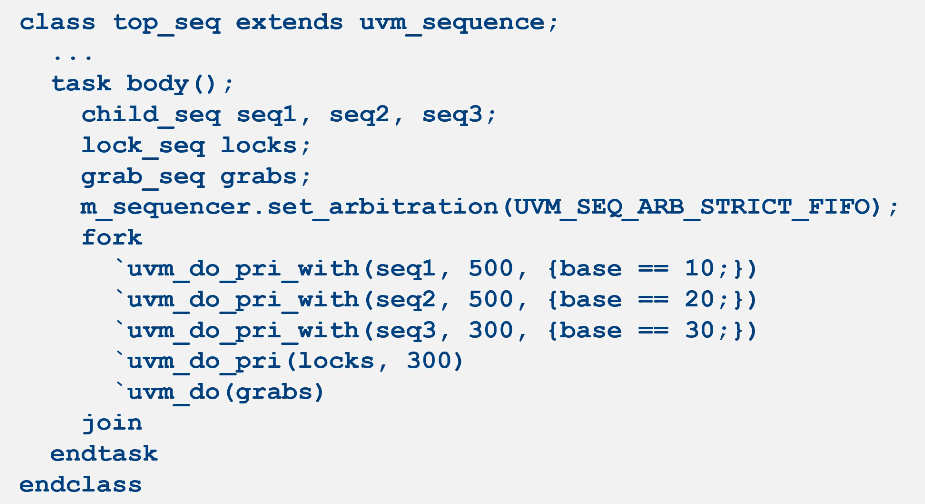 class top_seq extends uvm_sequence;
...
task body();
child_seq seq1, seq2, seq3;
lock_seq locks;
grab_seq grabs;
m_sequencer.set_arbitration(UVM_SEQ_ARB_STRICT_FIFO);
fork
`uvm_do_pri_with(seq1, 500, {base == 10;})
`uvm_do_pri_with(seq2, 500, {base == 20;})
`uvm_do_pri_with(seq3, 300, {base == 30;})
`uvm_do_pri(locks, 300)
`uvm_do(grabs)
join
endtask
endclass